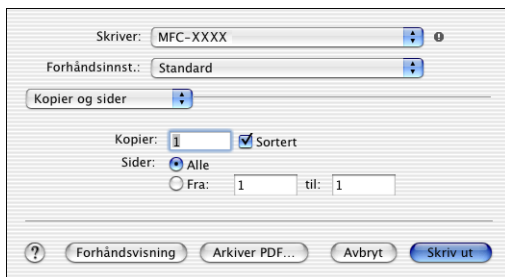 Skriver: MFC-XXXX
Forhåndsinnst.: Standard
Kopier og sider
Kopier: 1 Sortert
Sider: Alle
Fra: 1 til: 1
? Forhåndsvisning Arkiver PDF... Avbryt Skriv ut